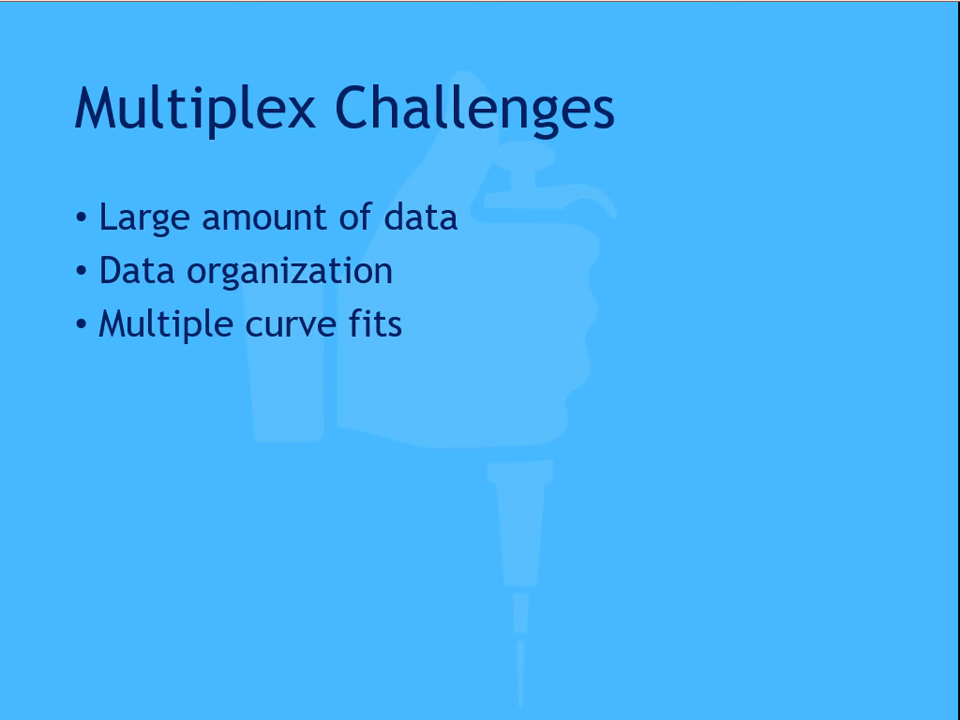 Multiplex Challenges
• Large amount of data
• Data organization
• Multiple curve fits